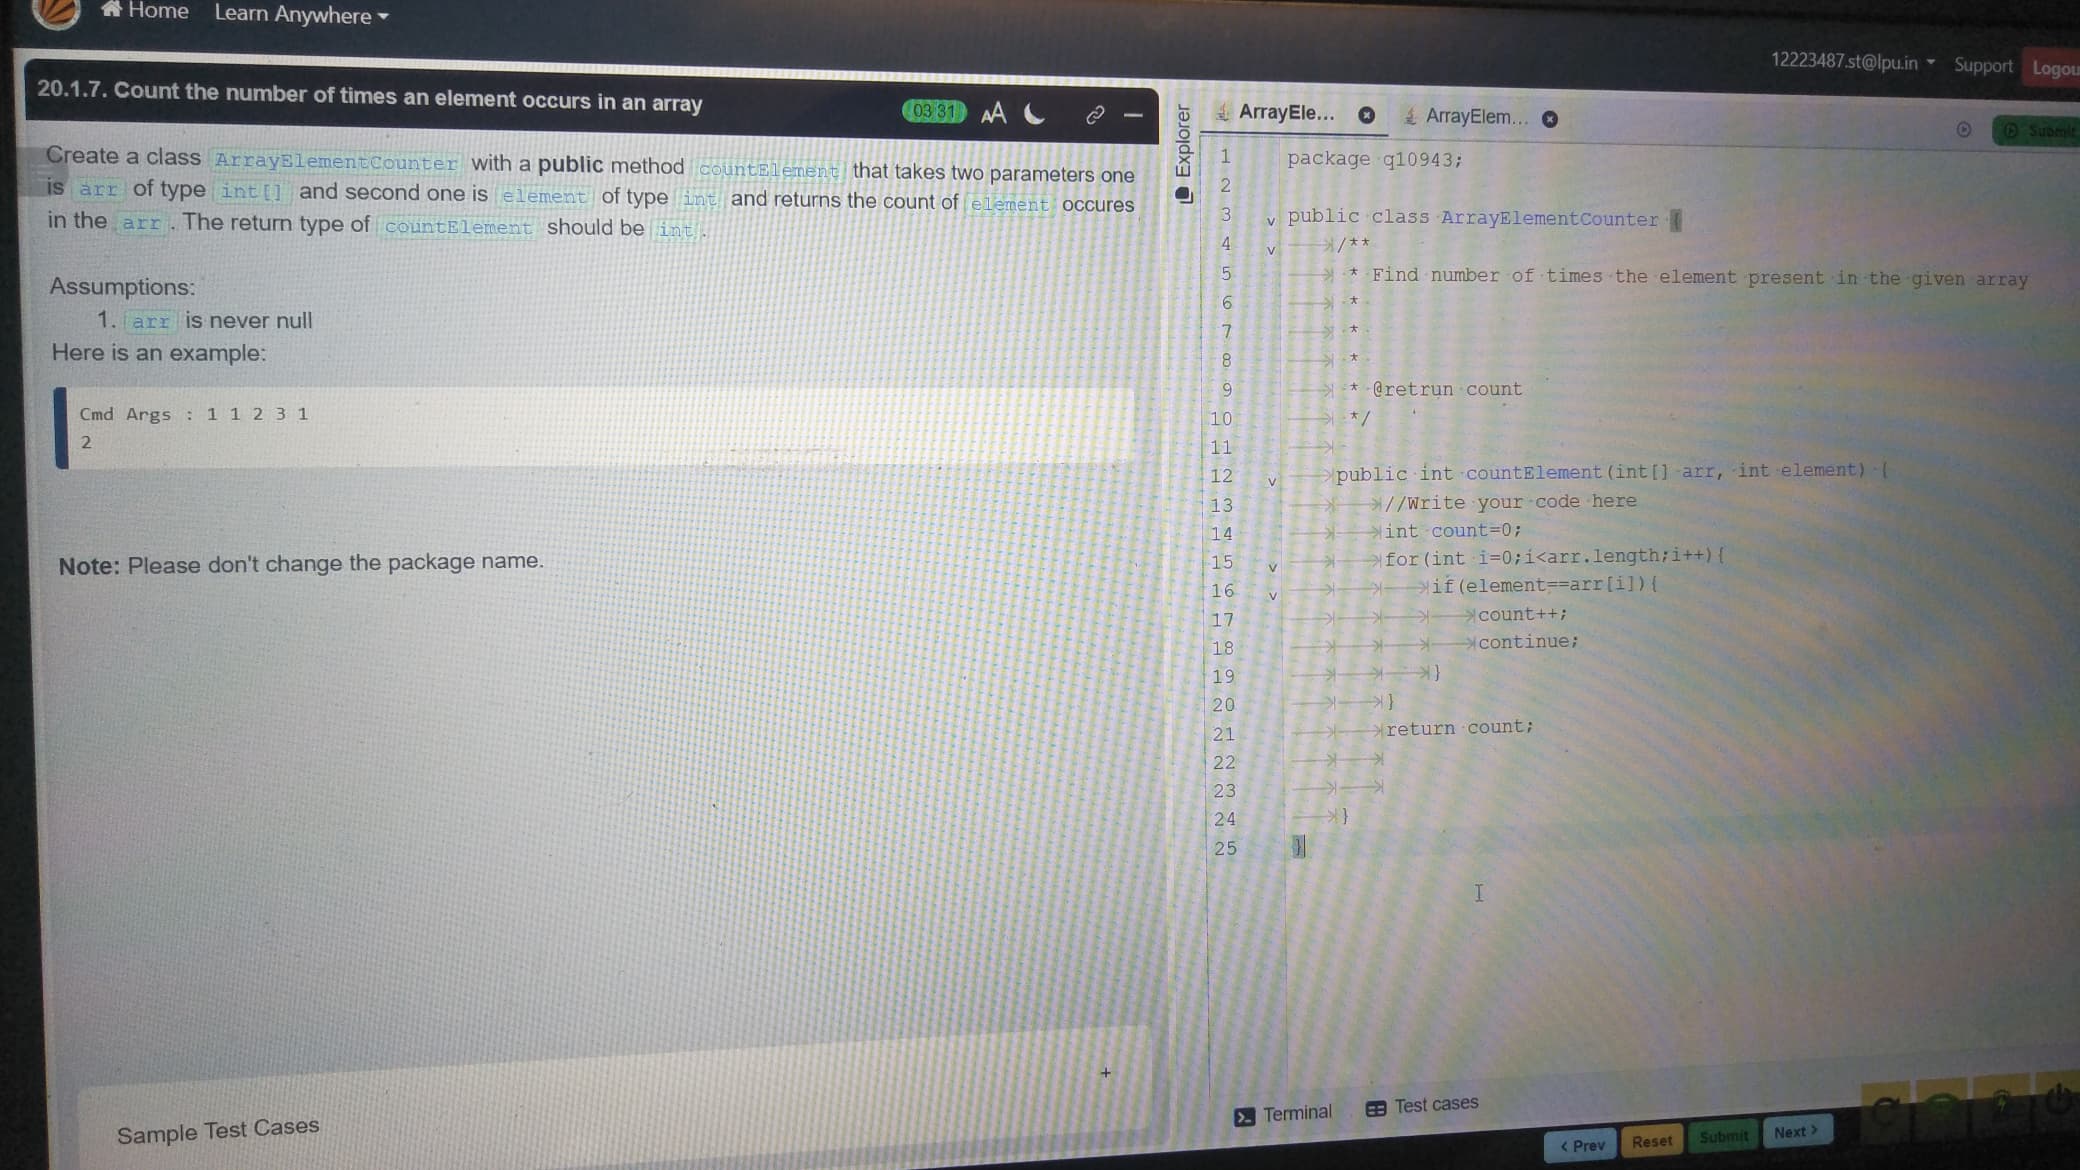 Home Learn Anywhere
12223487.st@lpu.in Support Logou
20.1.7. Count the number of times an element occurs in an array 03:31 AA
Create a class ArrayElementCounter with a public method countElement that takes two parameters one
is arr of type int[] and second one is element of type int and returns the count of element occures
in the arr . The return type of countElement should be int .
Assumptions:
1. arr is never null
Here is an example:
Cmd Args : 1 1 2 3 1
2
Note: Please don't change the package name.
Sample Test Cases
+
Explorer
ArrayEle... ArrayElem...
Submit
1 package q10943;
2
3 public class ArrayElementCounter {
4 /**
5 * Find number of times the element present in the given array
6 *
7 *
8 *
9 * @retrun count
10 */
11
12 public int countElement(int[] arr, int element) {
13 //Write your code here
14 int count=0;
15 for(int i=0;i<arr.length;i++){
16 if(element==arr[i]){
17 count++;
18 continue;
19 }
20 }
21 return count;
22
23
24 }
25 }
Terminal Test cases
< Prev Reset Submit Next >